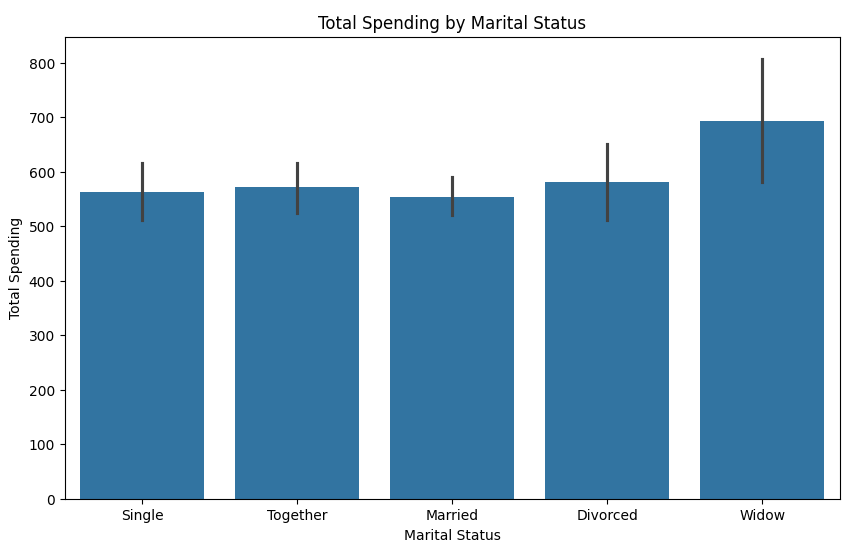 Total Spending by Marital Status
Total Spending
800
700
600
500
400
300
200
100
0
Single Together Married Divorced Widow
Marital Status